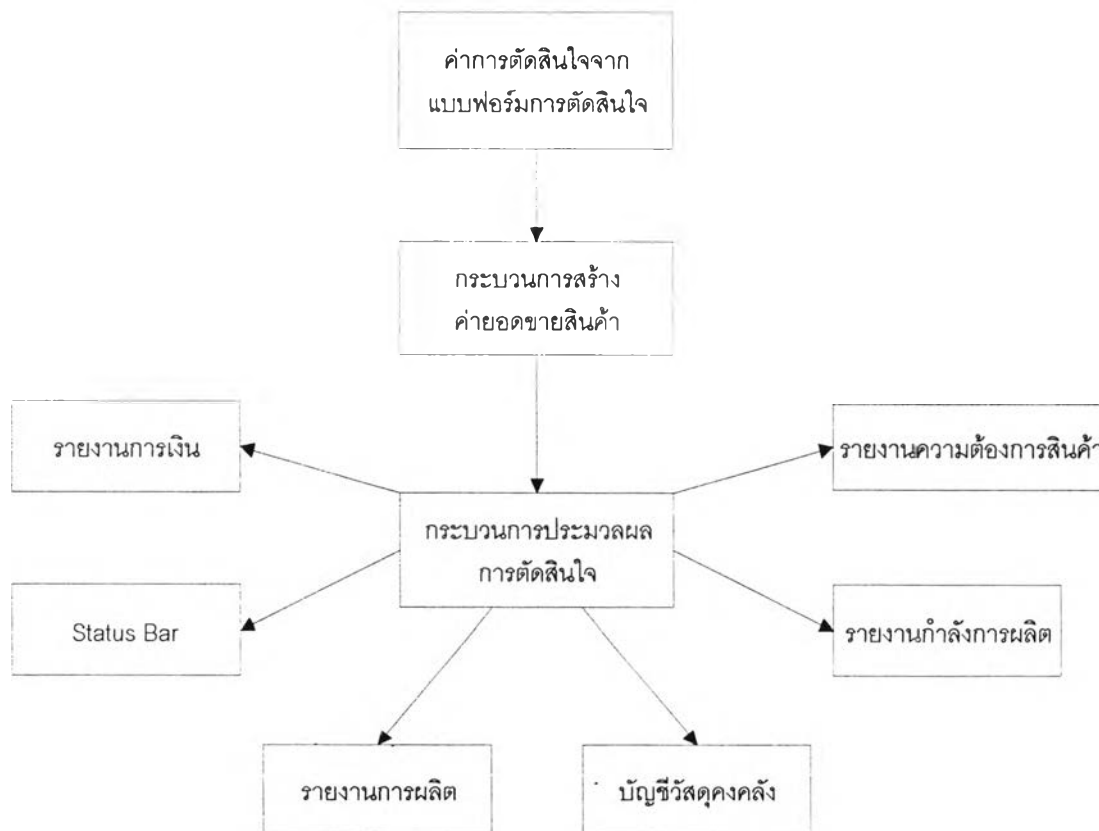 ค่าการตัดสินใจจาก
แบบฟอร์มการตัดสินใจ
กระบวนการสร้าง
ค่ายอดขายสินค้า
รายงานการเงิน
รายงานความต้องการสินค้า
กระบวนการประมวลผล
การตัดสินใจ
Status Bar
รายงานกำลังการผลิต
รายงานการผลิต
บัญชีวัสดุคงคลัง